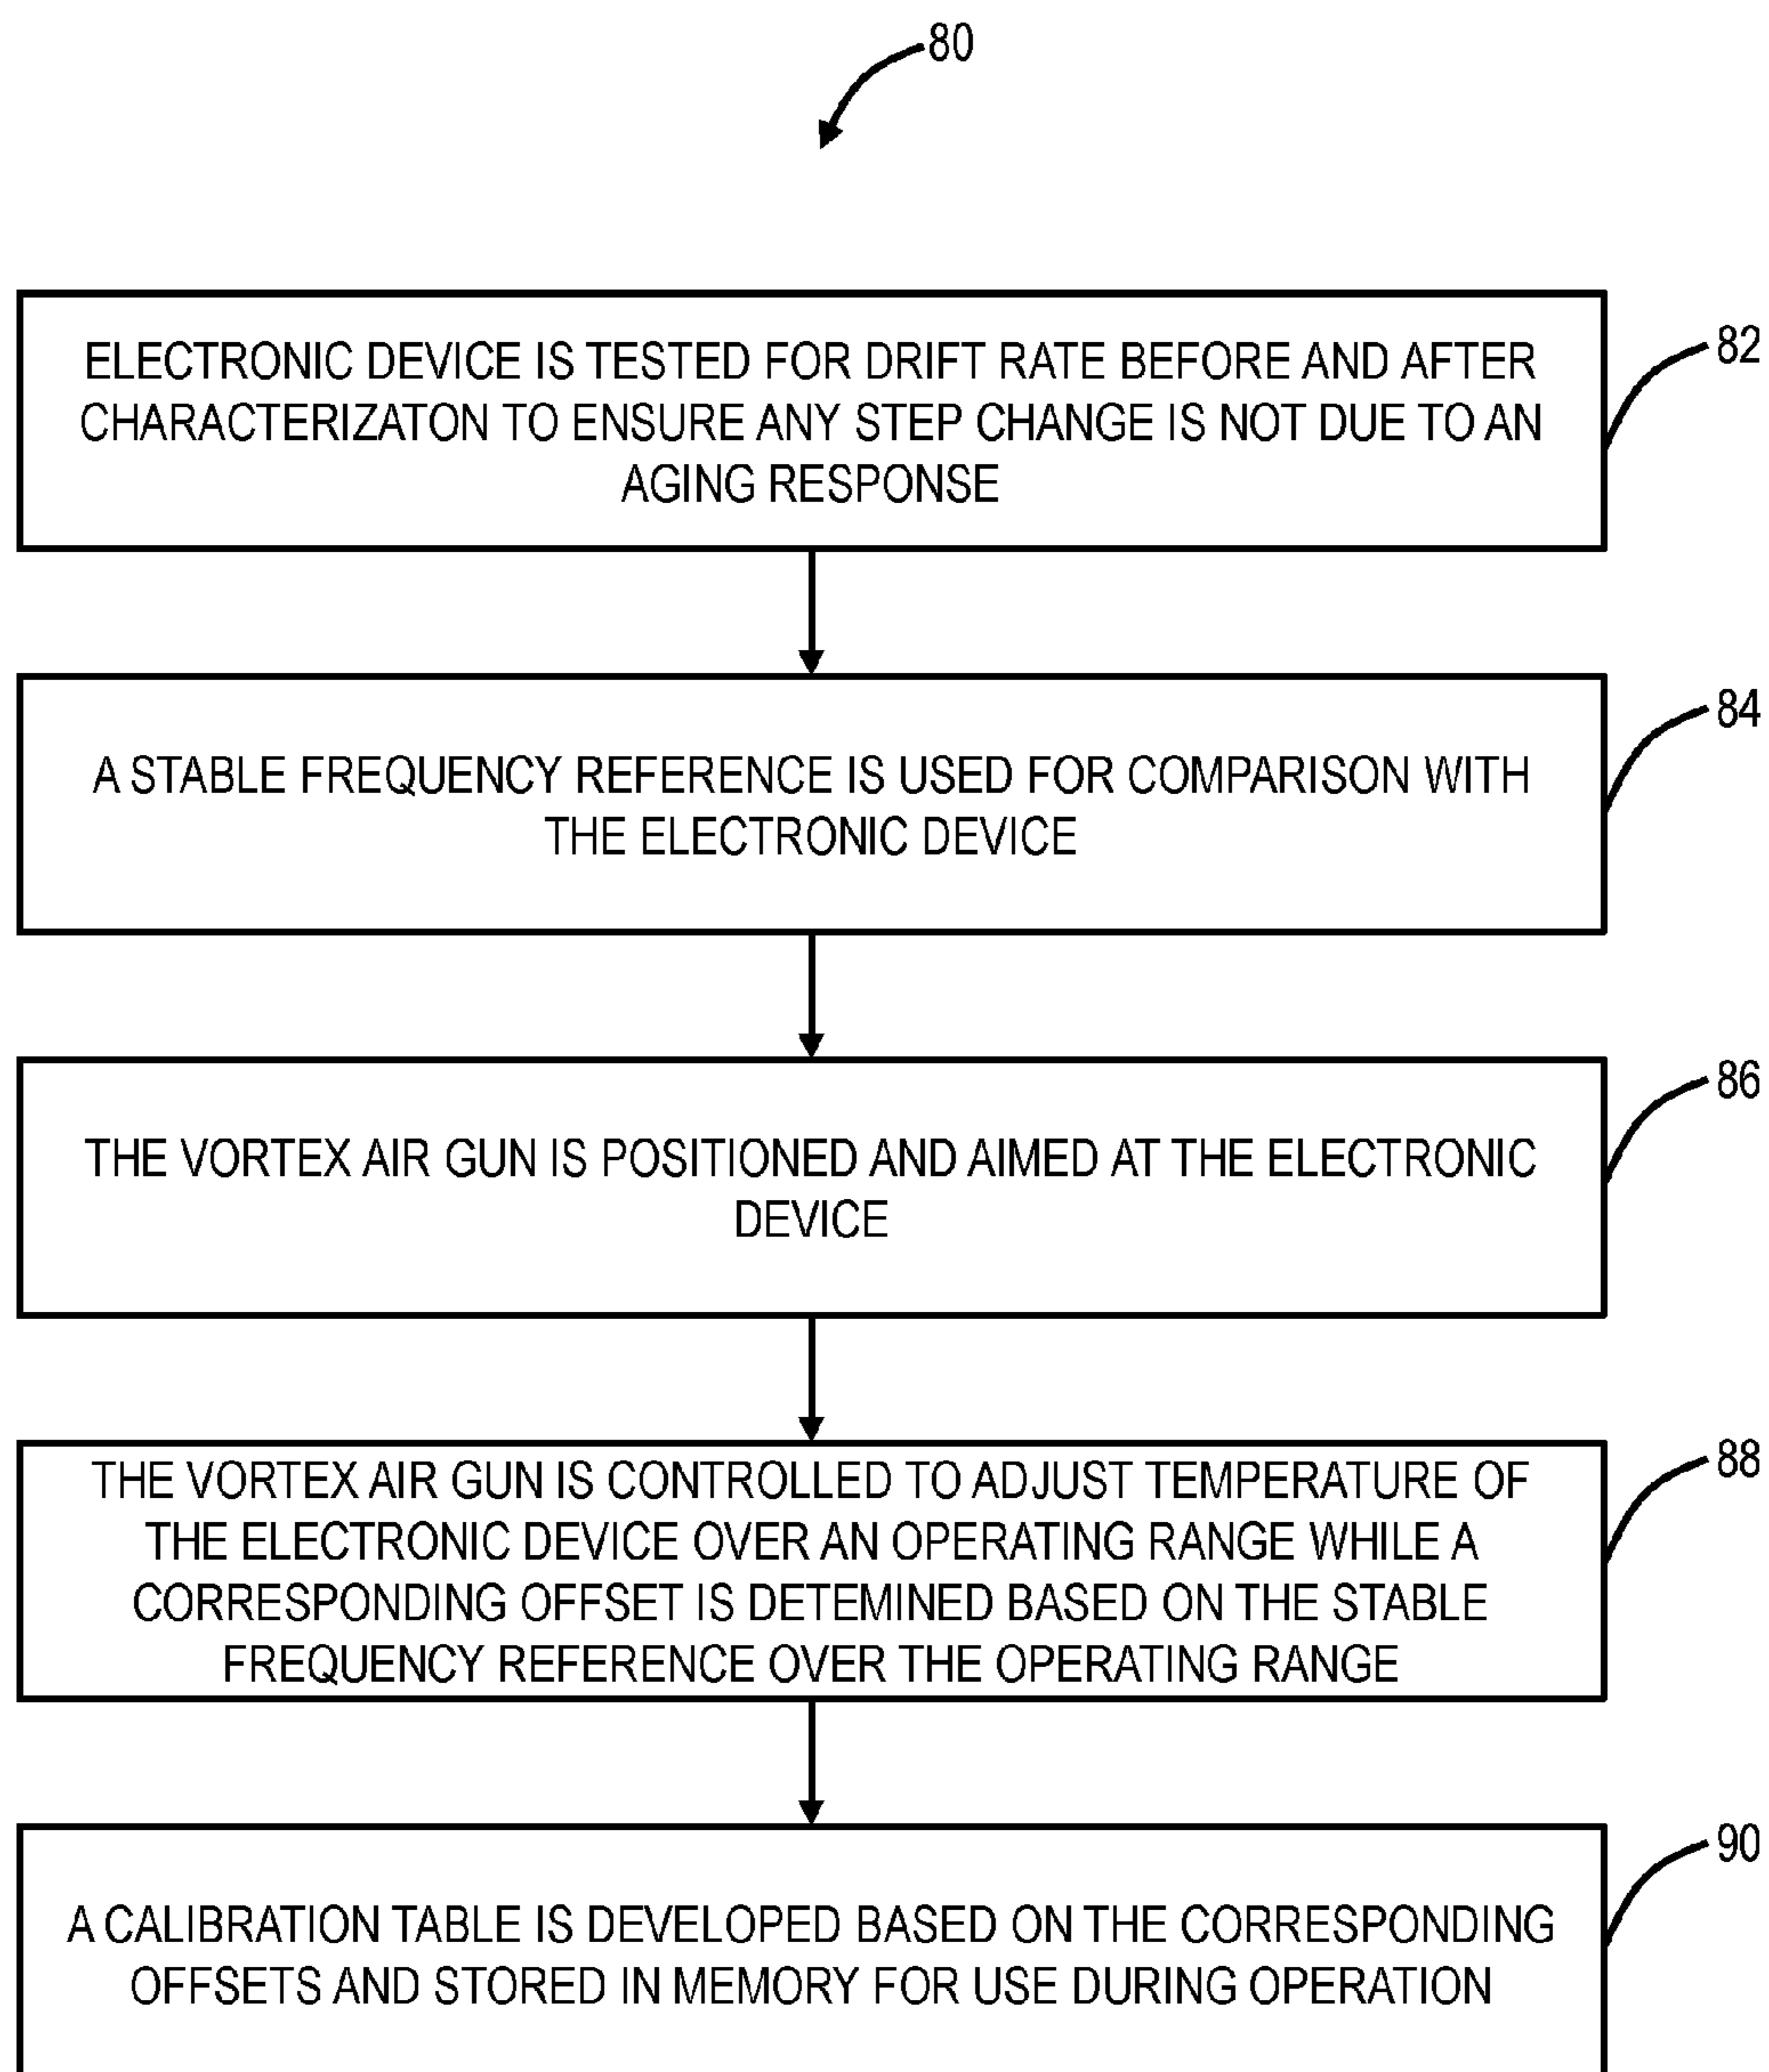 80
ELECTRONIC DEVICE IS TESTED FOR DRIFT RATE BEFORE AND AFTER
CHARACTERIZATON TO ENSURE ANY STEP CHANGE IS NOT DUE TO AN
AGING RESPONSE
82
A STABLE FREQUENCY REFERENCE IS USED FOR COMPARISON WITH
THE ELECTRONIC DEVICE
84
THE VORTEX AIR GUN IS POSITIONED AND AIMED AT THE ELECTRONIC
DEVICE
86
THE VORTEX AIR GUN IS CONTROLLED TO ADJUST TEMPERATURE OF
THE ELECTRONIC DEVICE OVER AN OPERATING RANGE WHILE A
CORRESPONDING OFFSET IS DETEMINED BASED ON THE STABLE
FREQUENCY REFERENCE OVER THE OPERATING RANGE
88
A CALIBRATION TABLE IS DEVELOPED BASED ON THE CORRESPONDING
OFFSETS AND STORED IN MEMORY FOR USE DURING OPERATION
90